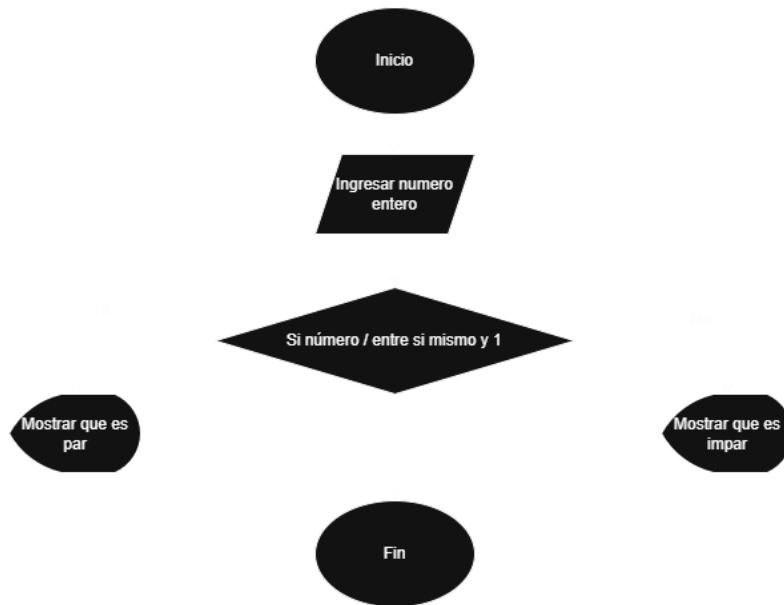 Inicio
Ingresar numero
entero
Si número / entre si mismo y 1
Mostrar que es
par
Mostrar que es
impar
Fin